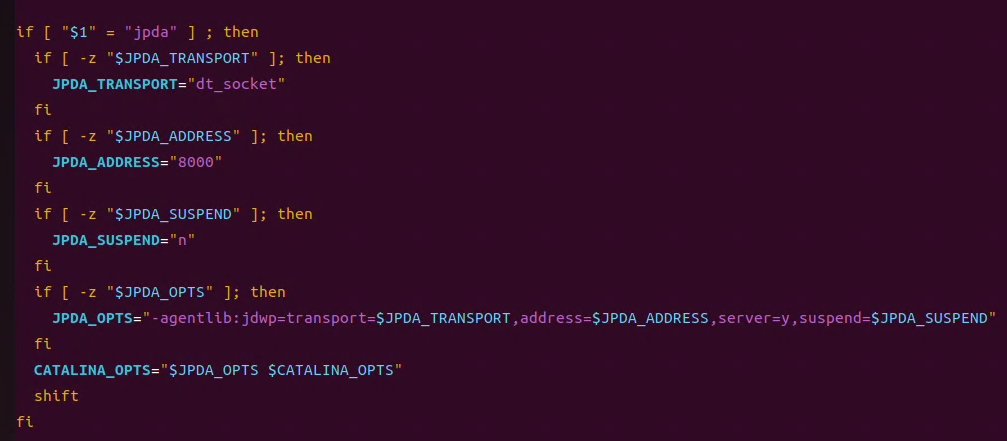 if [ "$1" = "jpda" ] ; then
  if [ -z "$JPDA_TRANSPORT" ]; then
    JPDA_TRANSPORT="dt_socket"
  fi
  if [ -z "$JPDA_ADDRESS" ]; then
    JPDA_ADDRESS="8000"
  fi
  if [ -z "$JPDA_SUSPEND" ]; then
    JPDA_SUSPEND="n"
  fi
  if [ -z "$JPDA_OPTS" ]; then
    JPDA_OPTS="-agentlib:jdwp=transport=$JPDA_TRANSPORT,address=$JPDA_ADDRESS,server=y,suspend=$JPDA_SUSPEND"
  fi
  CATALINA_OPTS="$JPDA_OPTS $CATALINA_OPTS"
  shift
fi